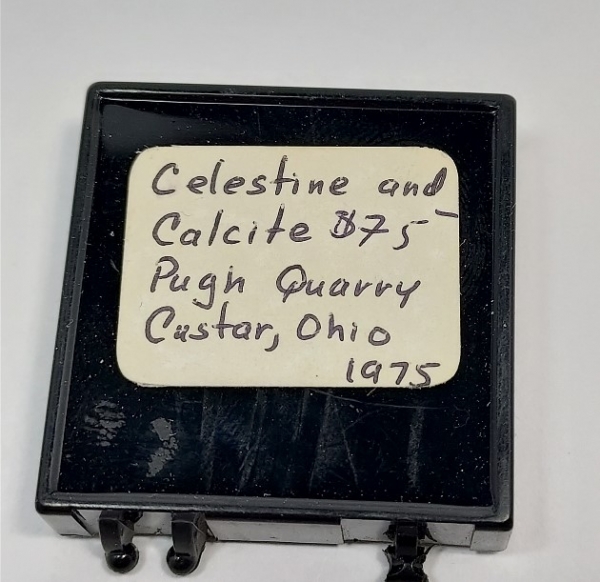 Celestine and
Calcite $75-
Pugh Quarry
Custar, Ohio
1975